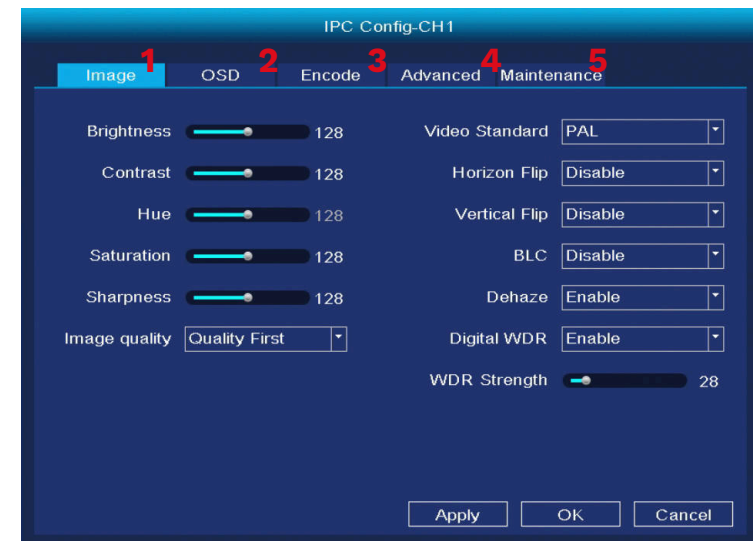 IPC Config-CH1
1 2 3 4 5
Image OSD Encode Advanced Maintenance
Brightness 128 Video Standard PAL
Contrast 128 Horizon Flip Disable
Hue 128 Vertical Flip Disable
Saturation 128 BLC Disable
Sharpness 128 Dehaze Enable
Image quality Quality First Digital WDR Enable
WDR Strength 28
Apply OK Cancel